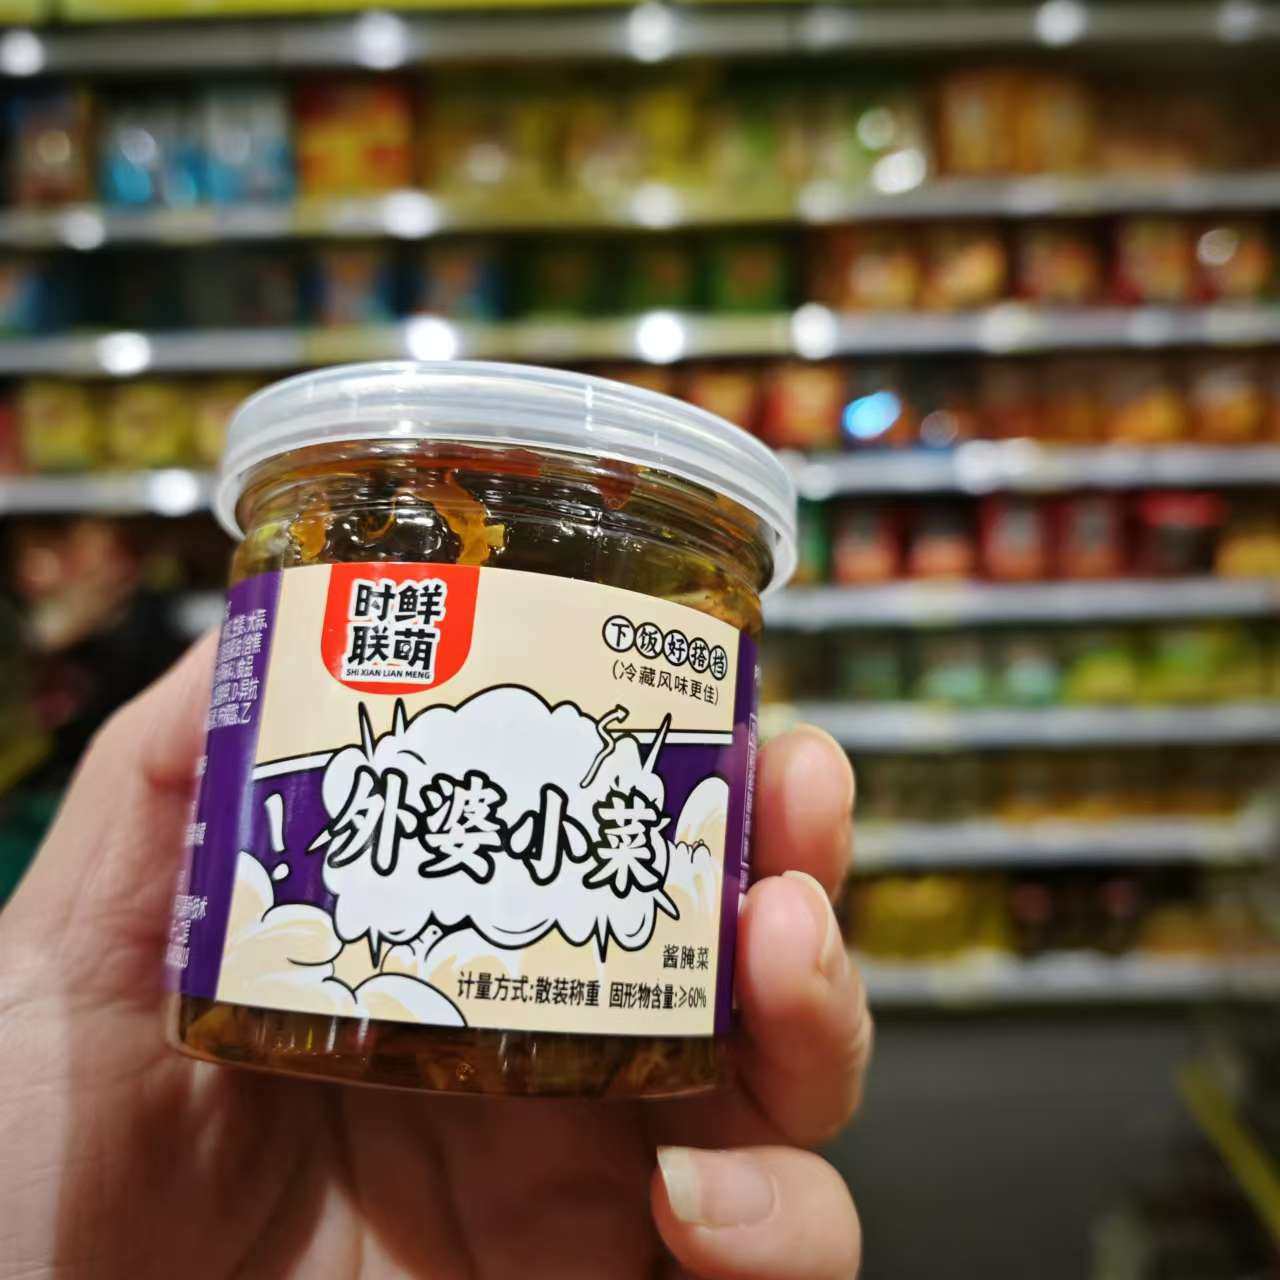 时鲜
联萌
SHI XIAN LIAN MENG
下饭好搭档
(冷藏风味更佳)
外婆小菜
酱腌菜
计量方式:散装称重 固形物含量:≥60%